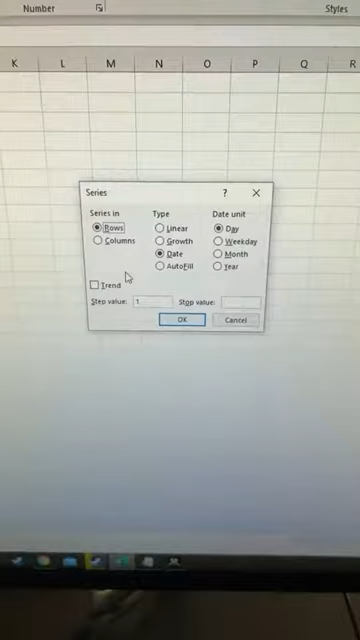 Number Styles
K L M N O P Q R
Series ? ×
Series in Type Date unit
Rows Linear Day
Columns Growth Weekday
Date Month
AutoFill Year
Trend
Step value: 1 Stop value:
OK Cancel